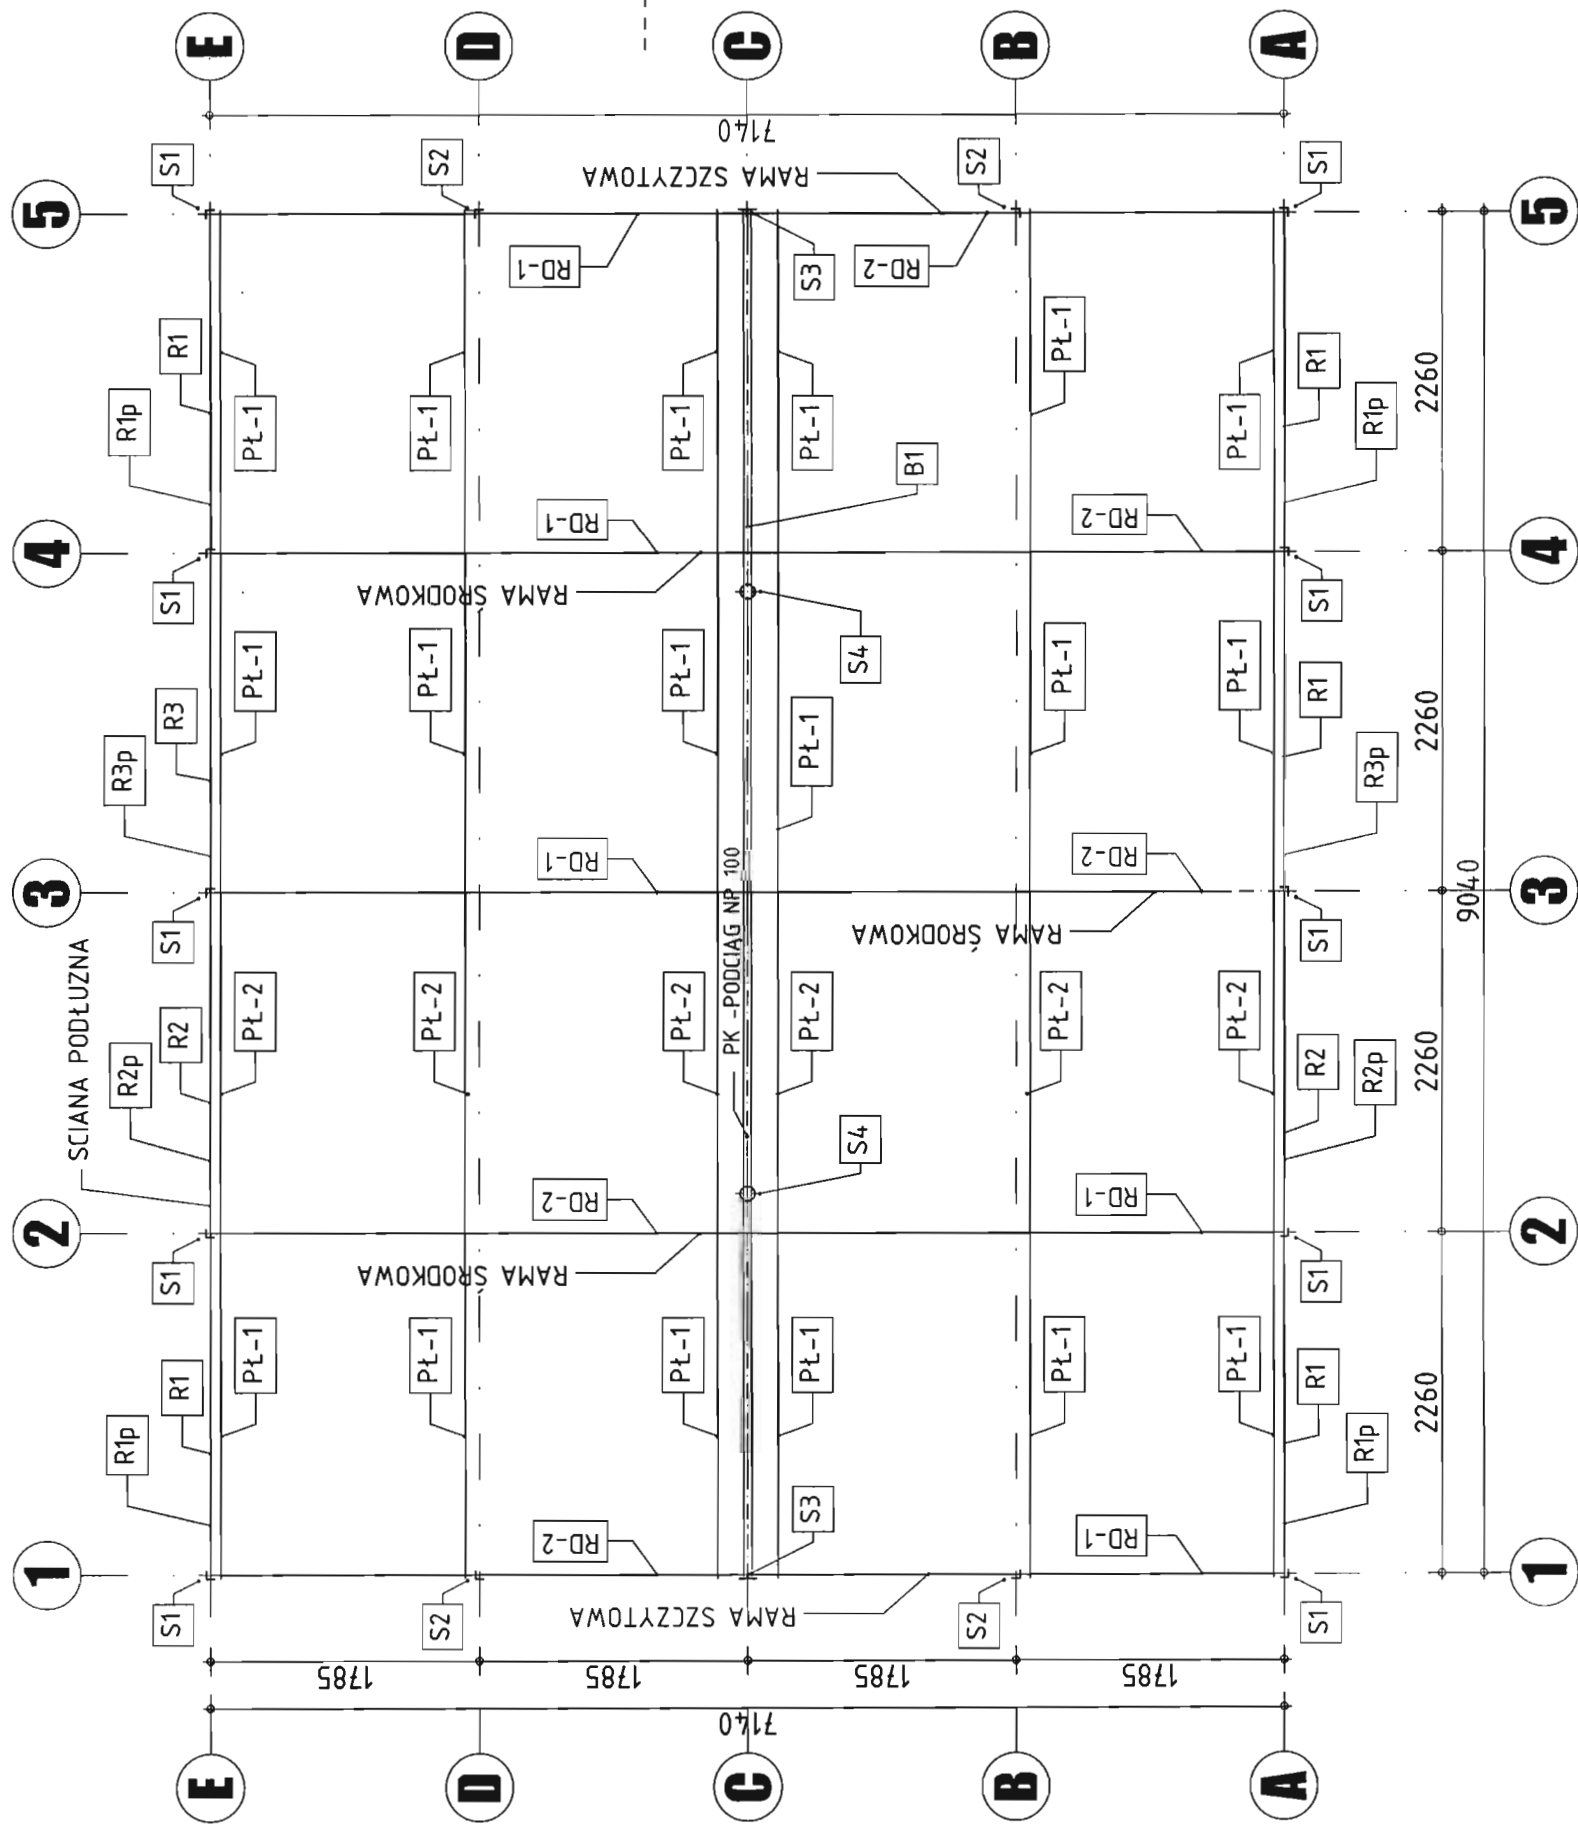 E
D
C
B
A
7140
S1
S2
S2
S1
5
RAMA SZCZYTOWA
5
RD-1
S3
RD-2
R1
PŁ-1
PŁ-1
PŁ-1
PŁ-1
PŁ-1
PŁ-1
R1
R1p
R1p
2260
B1
RD-1
RD-2
4
4
S1
RAMA ŚRODKOWA
S1
S4
R3
PŁ-1
PŁ-1
PŁ-1
PŁ-1
PŁ-1
PŁ-1
R1
R3p
R3p
2260
RD-1
RD-2
3
PK -PODCIĄG NP 100
9040
3
S1
RAMA ŚRODKOWA
S1
SCIANA PODŁUZNA
R2
PŁ-2
PŁ-2
PŁ-2
PŁ-2
PŁ-2
PŁ-2
R2
R2p
R2p
2260
S4
RD-2
RD-1
2
2
S1
RAMA ŚRODKOWA
S1
R1
PŁ-1
PŁ-1
PŁ-1
PŁ-1
PŁ-1
PŁ-1
R1
R1p
R1p
2260
S3
RD-2
RD-1
1
1
S1
S2
RAMA SZCZYTOWA
S2
S1
1785
1785
1785
1785
7140
E
D
C
B
A